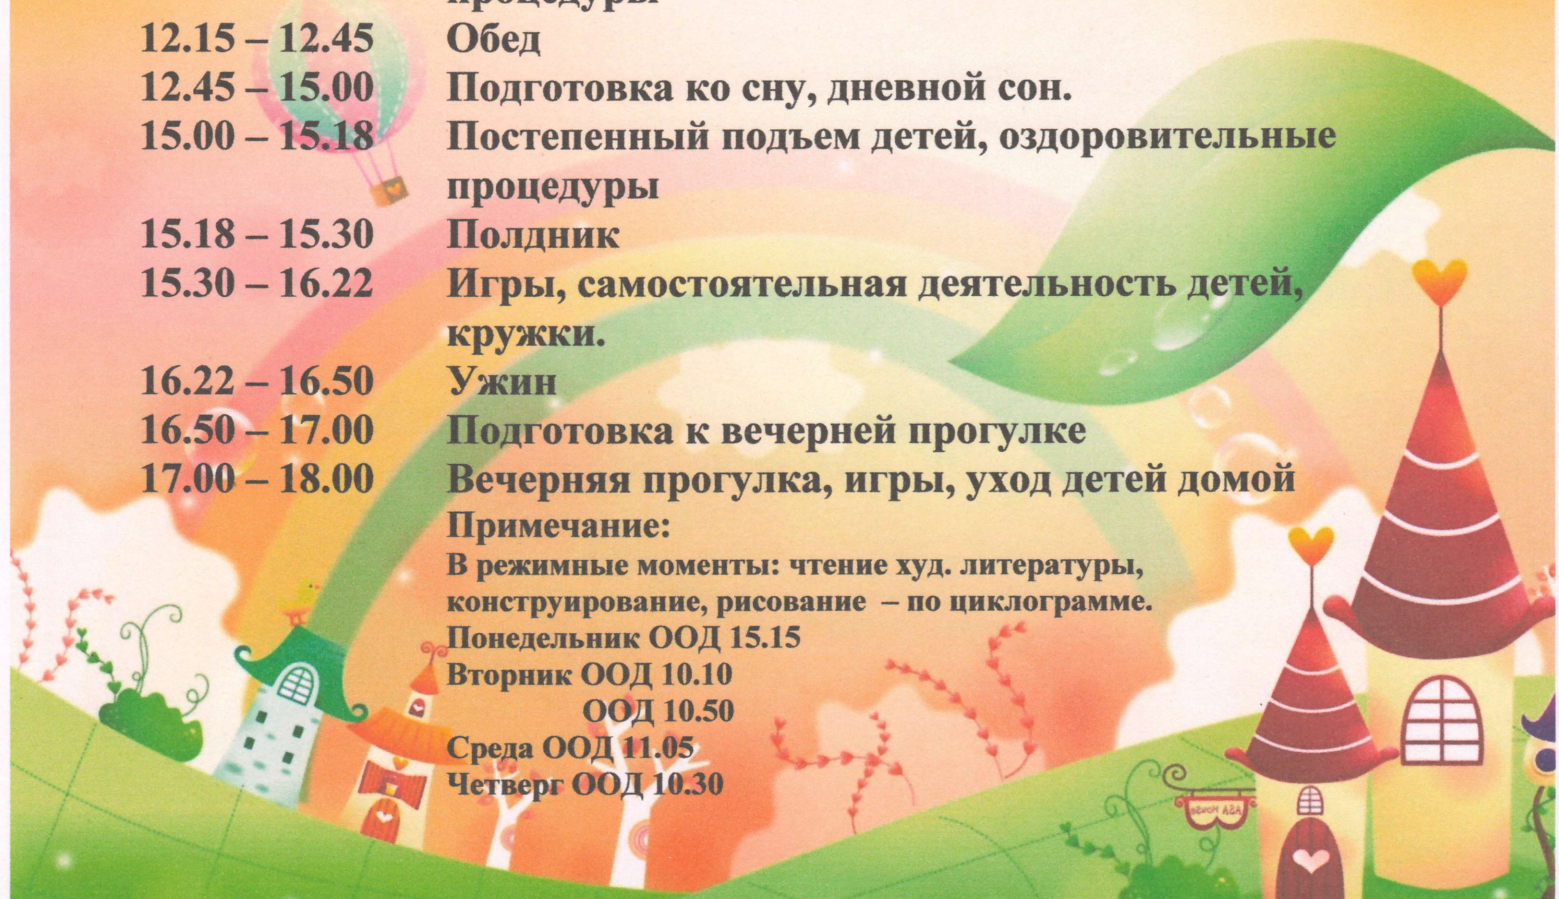 процедуры
12.15 – 12.45 Обед
12.45 – 15.00 Подготовка ко сну, дневной сон.
15.00 – 15.18 Постепенный подъем детей, оздоровительные
процедуры
15.18 – 15.30 Полдник
15.30 – 16.22 Игры, самостоятельная деятельность детей,
кружки.
16.22 – 16.50 Ужин
16.50 – 17.00 Подготовка к вечерней прогулке
17.00 – 18.00 Вечерняя прогулка, игры, уход детей домой
Примечание:
В режимные моменты: чтение худ. литературы,
конструирование, рисование – по циклограмме.
Понедельник ООД 15.15
Вторник ООД 10.10
ООД 10.50
Среда ООД 11.05
Четверг ООД 10.30